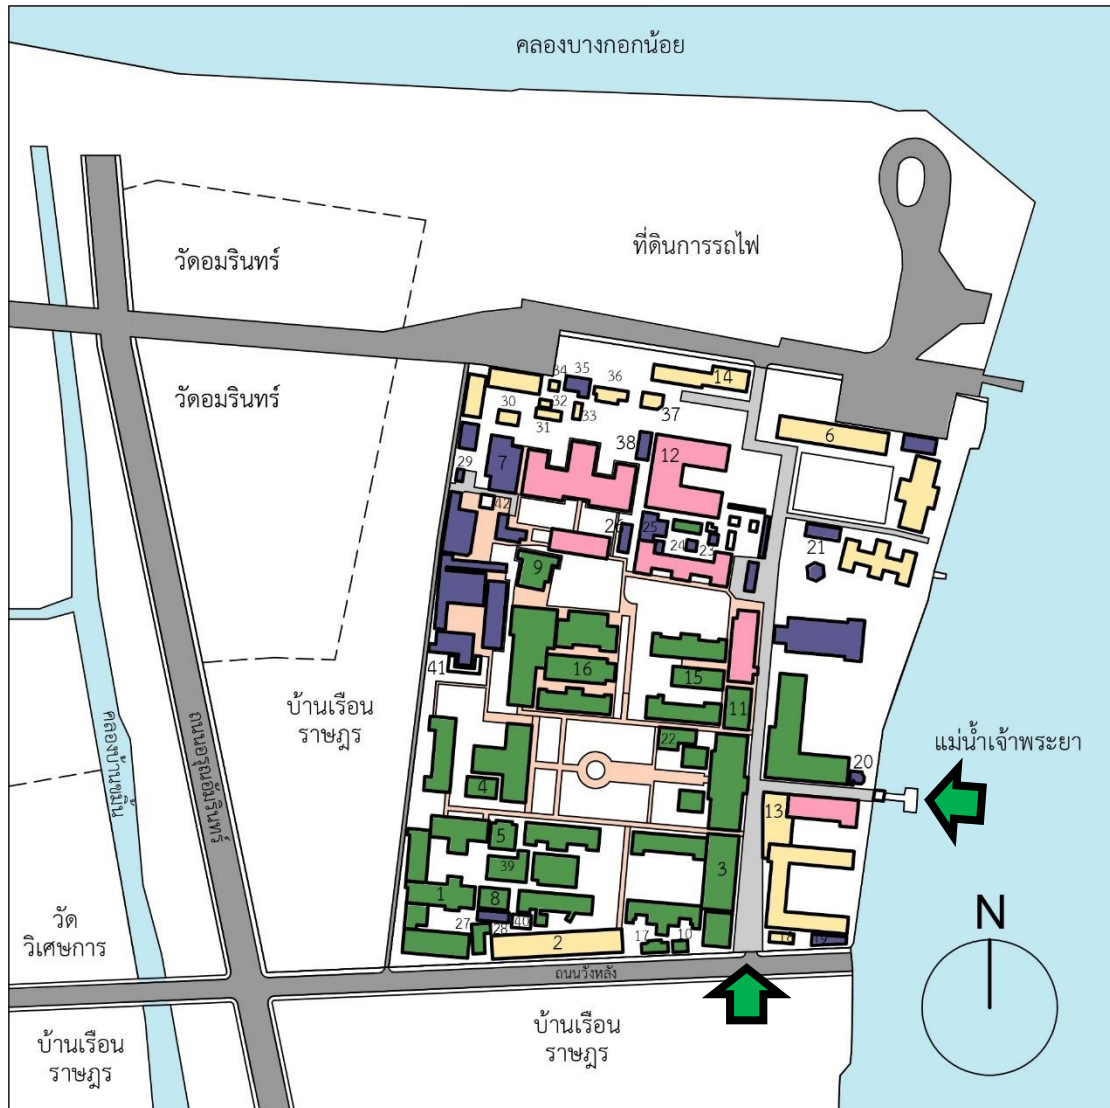 คลองบางกอกน้อย
วัดอมรินทร์
ที่ดินการรถไฟ
วัดอมรินทร์
34
35
36
14
30
32
31
33
37
6
38
12
7
29
42
26
25
24
23
21
9
41
16
15
11
บ้านเรือน
ราษฎร
คลองบ้านขมิ้น
ถนนอรุณอัมรินทร์
แม่น้ำเจ้าพระยา
22
20
4
13
5
39
3
1
8
27
28
40
2
17
10
18
19
วัด
วิเศษการ
ถนนวังหลัง
N
บ้านเรือน
ราษฎร
บ้านเรือน
ราษฎร